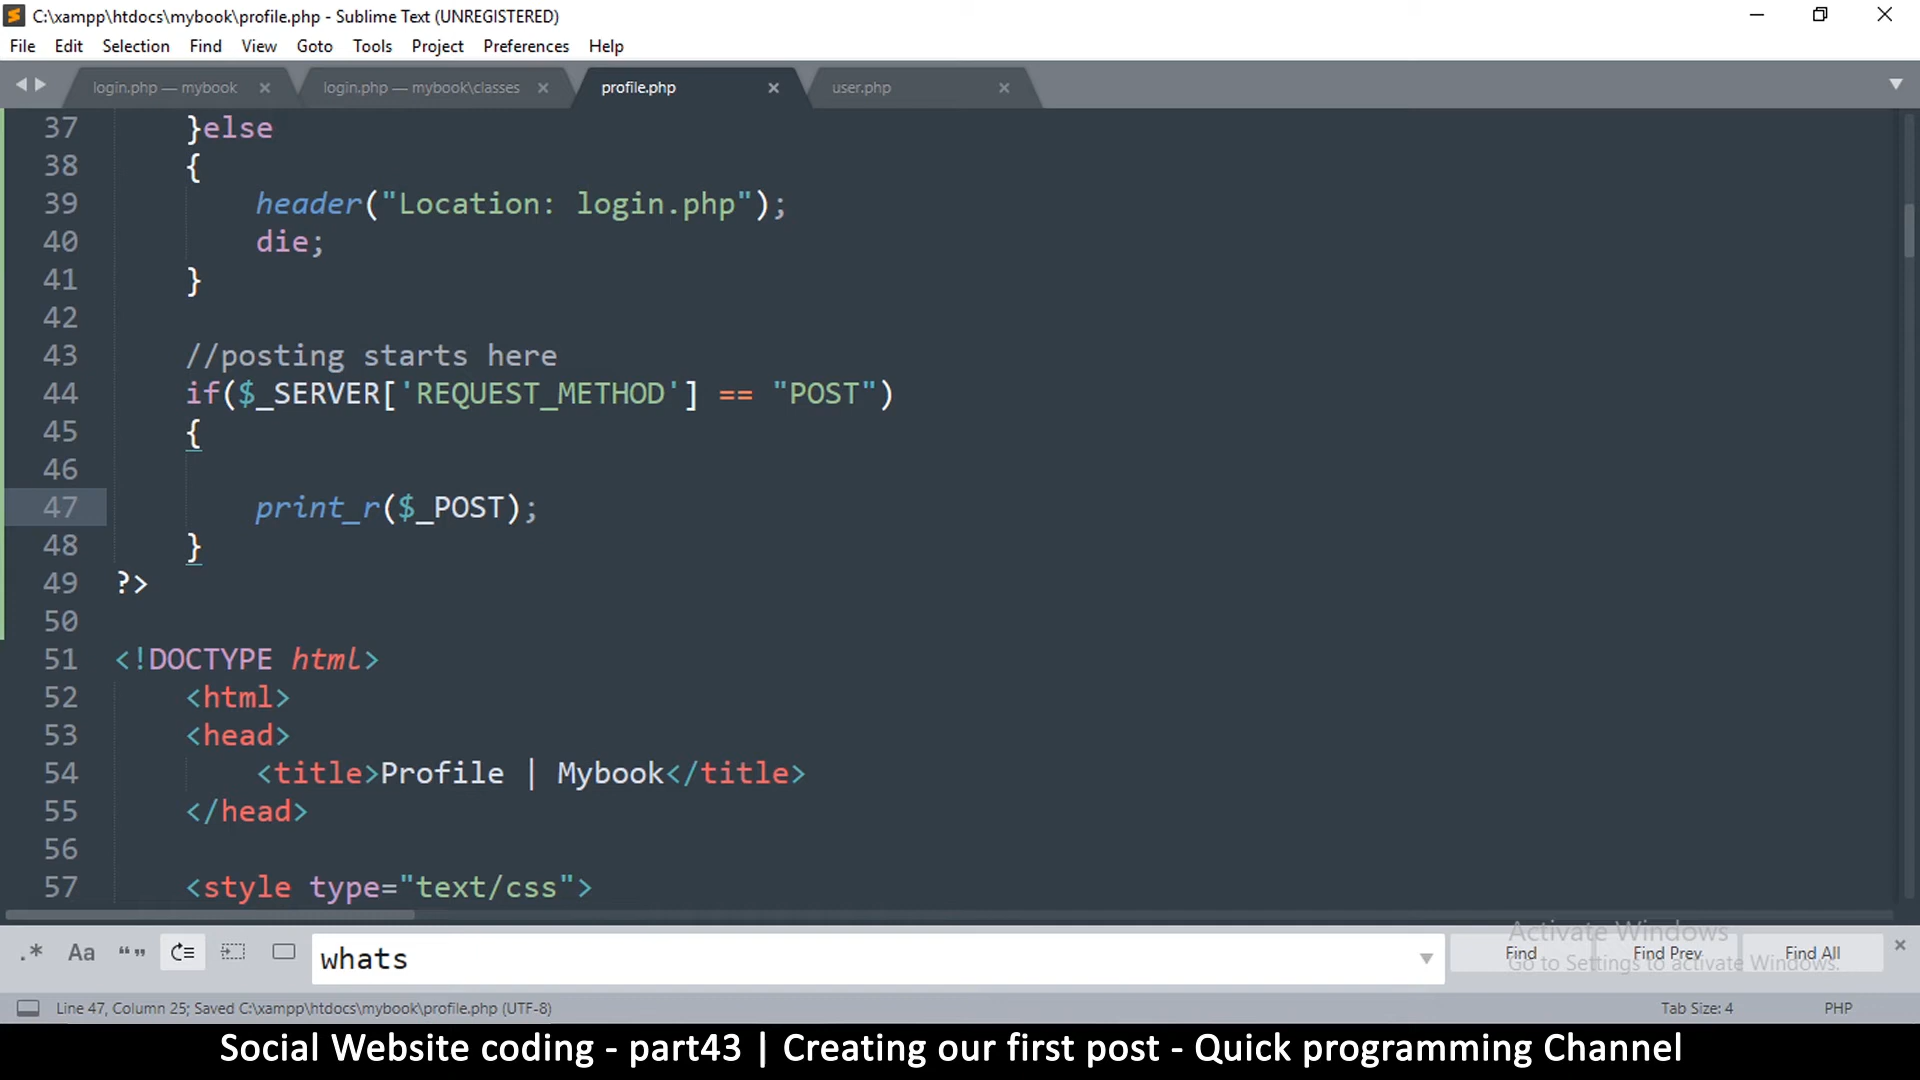 C:\xampp\htdocs\mybook\profile.php - Sublime Text (UNREGISTERED)
File Edit Selection Find View Goto Tools Project Preferences Help
login.php — mybook login.php — mybook\classes profile.php user.php
37 }else
38 {
39 header("Location: login.php");
40 die;
41 }
42
43 //posting starts here
44 if($_SERVER['REQUEST_METHOD'] == "POST")
45 {
46
47 print_r($_POST);
48 }
49 ?>
50
51 <!DOCTYPE html>
52 <html>
53 <head>
54 <title>Profile | Mybook</title>
55 </head>
56
57 <style type="text/css">
Activate Windows
.* Aa “ ” whats Find Find Prev Find All
Go to Settings to activate Windows.
Line 47, Column 25; Saved C:\xampp\htdocs\mybook\profile.php (UTF-8) Tab Size: 4 PHP
Social Website coding - part43 | Creating our first post - Quick programming Channel